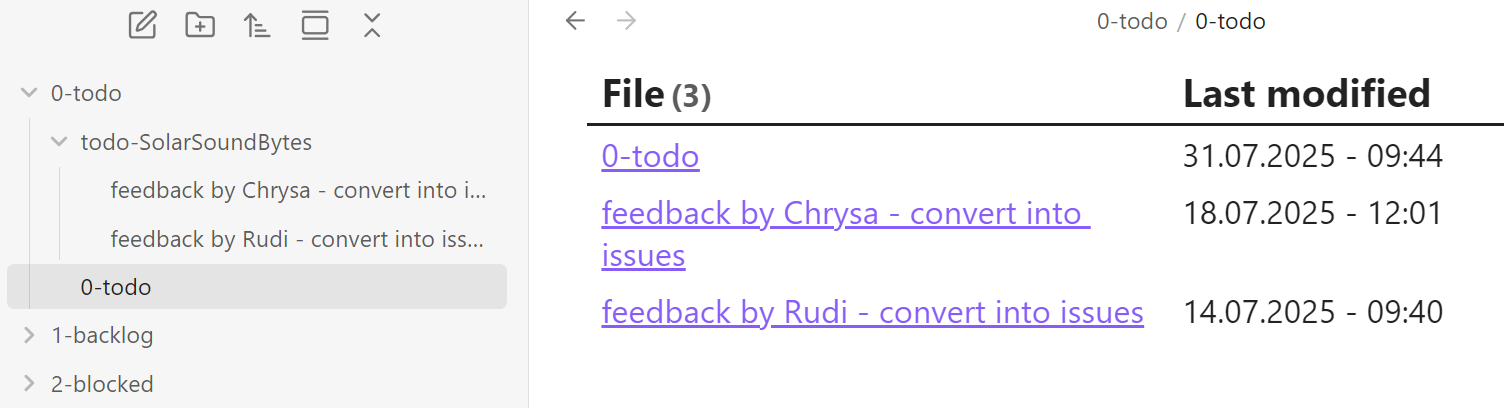 0-todo
todo-SolarSoundBytes
feedback by Chrysa - convert into i...
feedback by Rudi - convert into iss...
0-todo
1-backlog
2-blocked
0-todo / 0-todo
File (3) Last modified
0-todo 31.07.2025 - 09:44
feedback by Chrysa - convert into 18.07.2025 - 12:01
issues
feedback by Rudi - convert into issues 14.07.2025 - 09:40